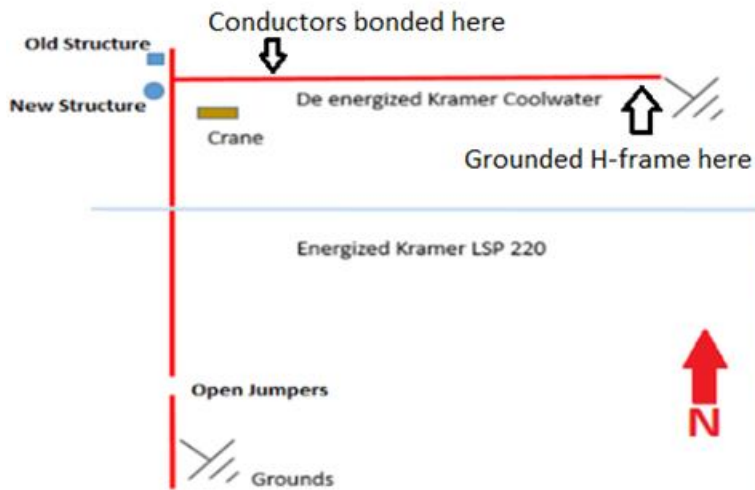 Conductors bonded here
Old Structure
New Structure
De energized Kramer Coolwater
Crane
Grounded H-frame here
Energized Kramer LSP 220
Open Jumpers
N
Grounds